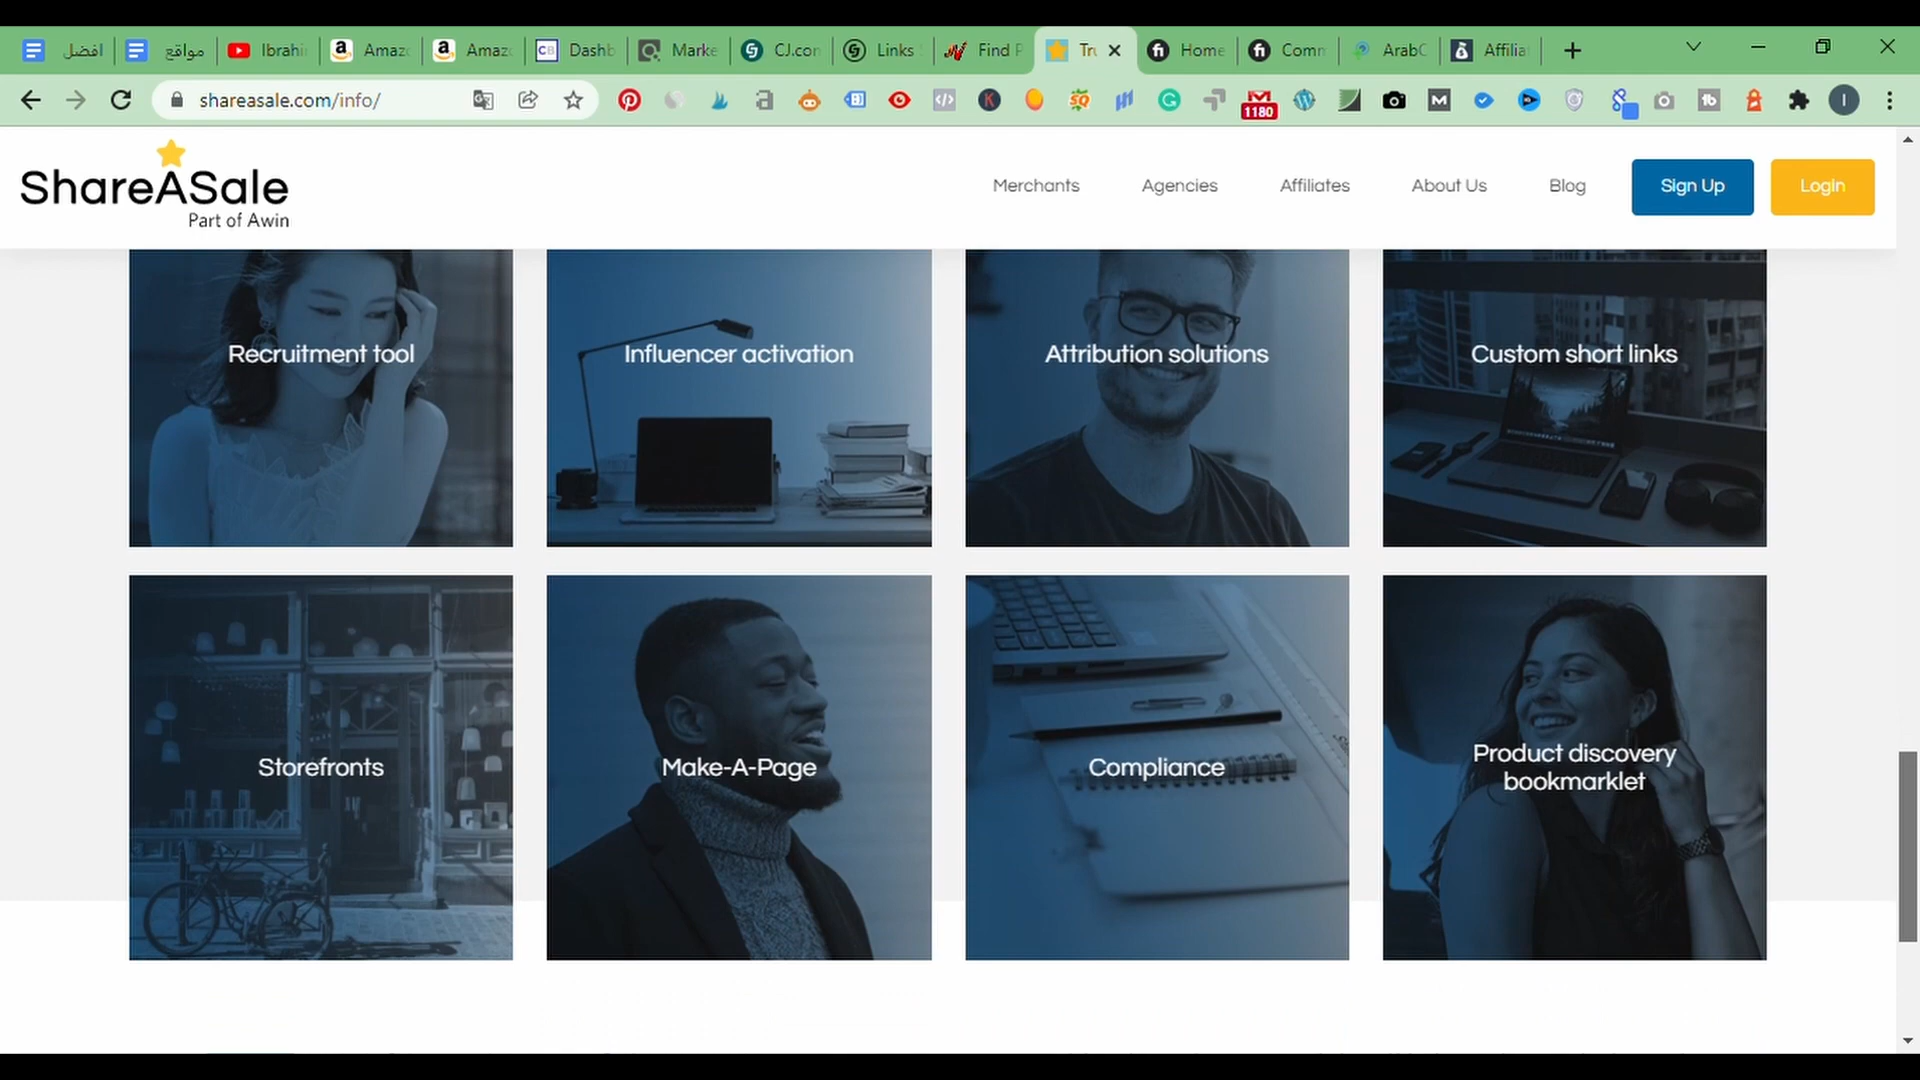 افضل
مواقع
Ibrahi
Amaz
Amaz
Dashb
Marke
CJ.con
Links
Find P
Tru
Home
Comm
ArabC
Affilia
shareasale.com/info/
1180
ShareASale
Part of Awin
Merchants
Agencies
Affiliates
About Us
Blog
Sign Up
Login
Recruitment tool
Influencer activation
Attribution solutions
Custom short links
Storefronts
Make-A-Page
Compliance
Product discovery
bookmarklet